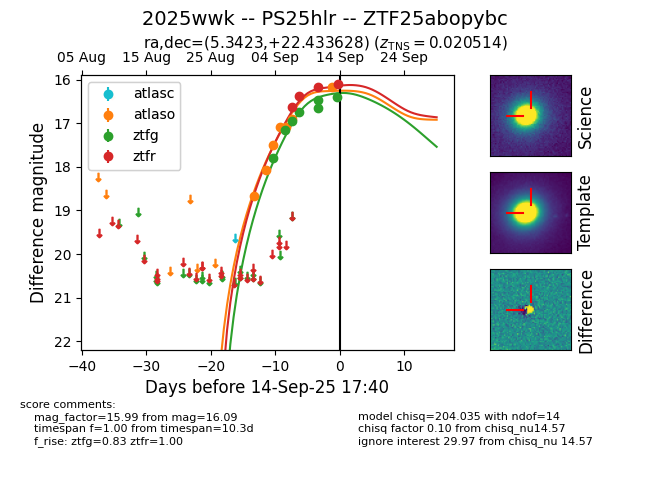 2025wwk -- PS25hlr -- ZTF25abopybc
ra,dec=(5.3423,+22.433628) (z_TNS = 0.020514)
05 Aug 15 Aug 25 Aug 04 Sep 14 Sep 24 Sep
atlasc
atlaso
ztfg
ztfr
16
17
18
19
20
21
22
Difference magnitude
−40 −30 −20 −10 0 10
Days before 14-Sep-25 17:40
Science
Template
Difference
score comments:
mag_factor=15.99 from mag=16.09
timespan f=1.00 from timespan=10.3d
f_rise: ztfg=0.83 ztfr=1.00
model chisq=204.035 with ndof=14
chisq factor 0.10 from chisq_nu14.57
ignore interest 29.97 from chisq_nu 14.57